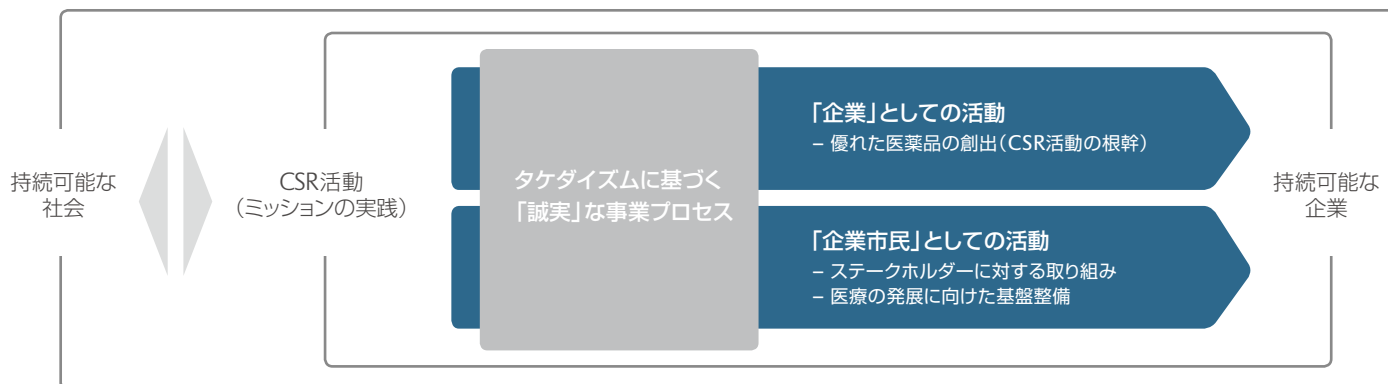 持続可能な
社会
CSR活動
（ミッションの実践）
タケダイズムに基づく
「誠実」な事業プロセス
「企業」としての活動
– 優れた医薬品の創出（CSR活動の根幹）
「企業市民」としての活動
– ステークホルダーに対する取り組み
– 医療の発展に向けた基盤整備
持続可能な
企業